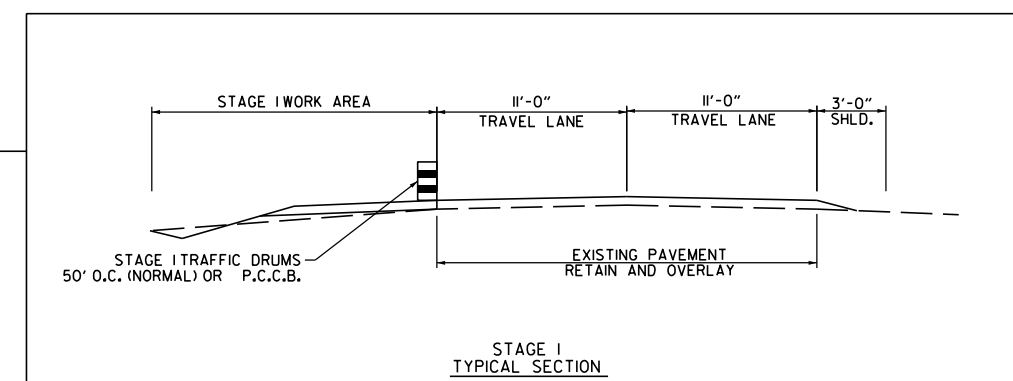 STAGE I WORK AREA
11'-0"
TRAVEL LANE
11'-0"
TRAVEL LANE
3'-0"
SHLD.
STAGE I TRAFFIC DRUMS
50' O.C. (NORMAL) OR P.C.C.B.
EXISTING PAVEMENT
RETAIN AND OVERLAY
STAGE I
TYPICAL SECTION